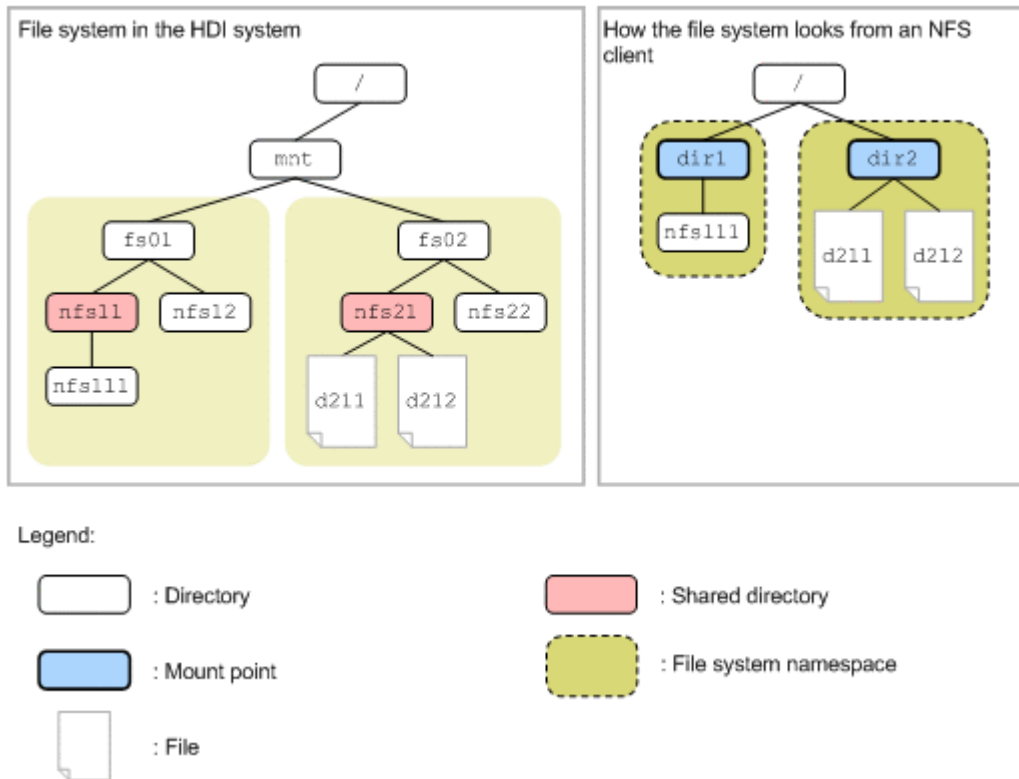 File system in the HDI system
/
mnt
fs01
fs02
nfs11
nfs12
nfs21
nfs22
nfs111
d211
d212
How the file system looks from an NFS
client
/
dir1
dir2
nfs111
d211
d212
Legend:
: Directory
: Shared directory
: Mount point
: File system namespace
: File